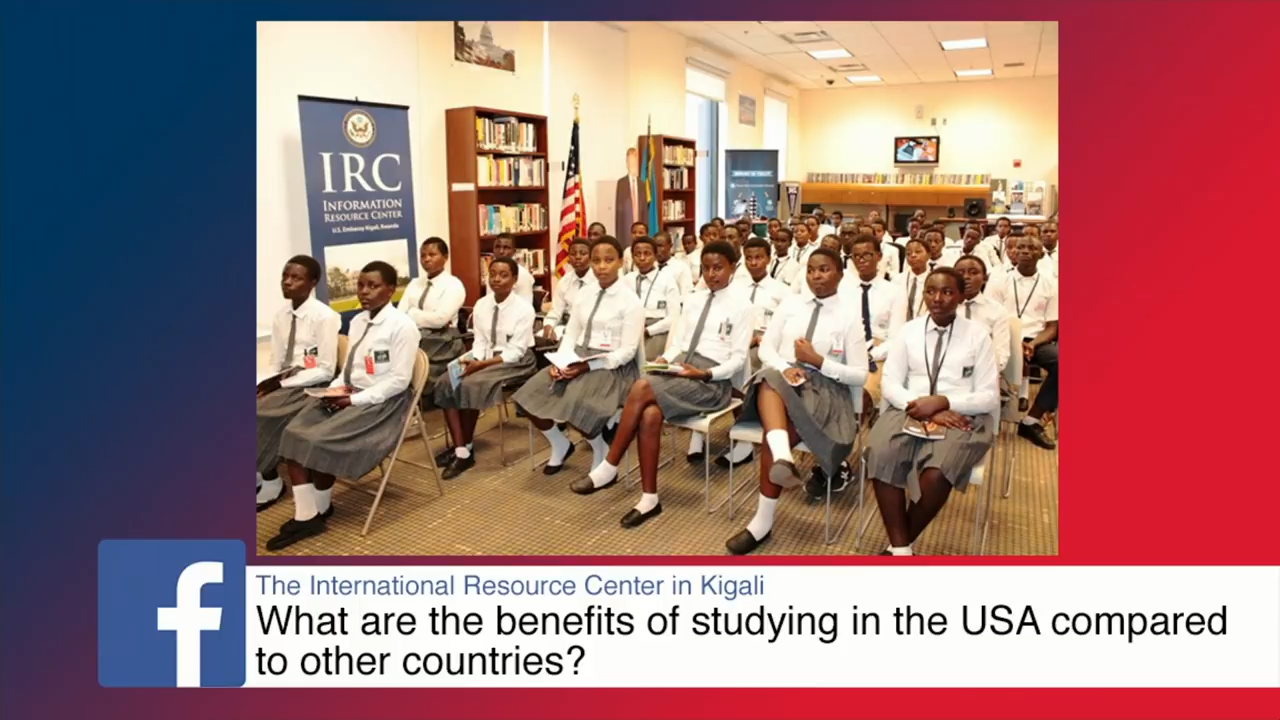 IRC
INFORMATION
RESOURCE CENTER
U.S. Embassy Kigali, Rwanda
f
The International Resource Center in Kigali
What are the benefits of studying in the USA compared
to other countries?